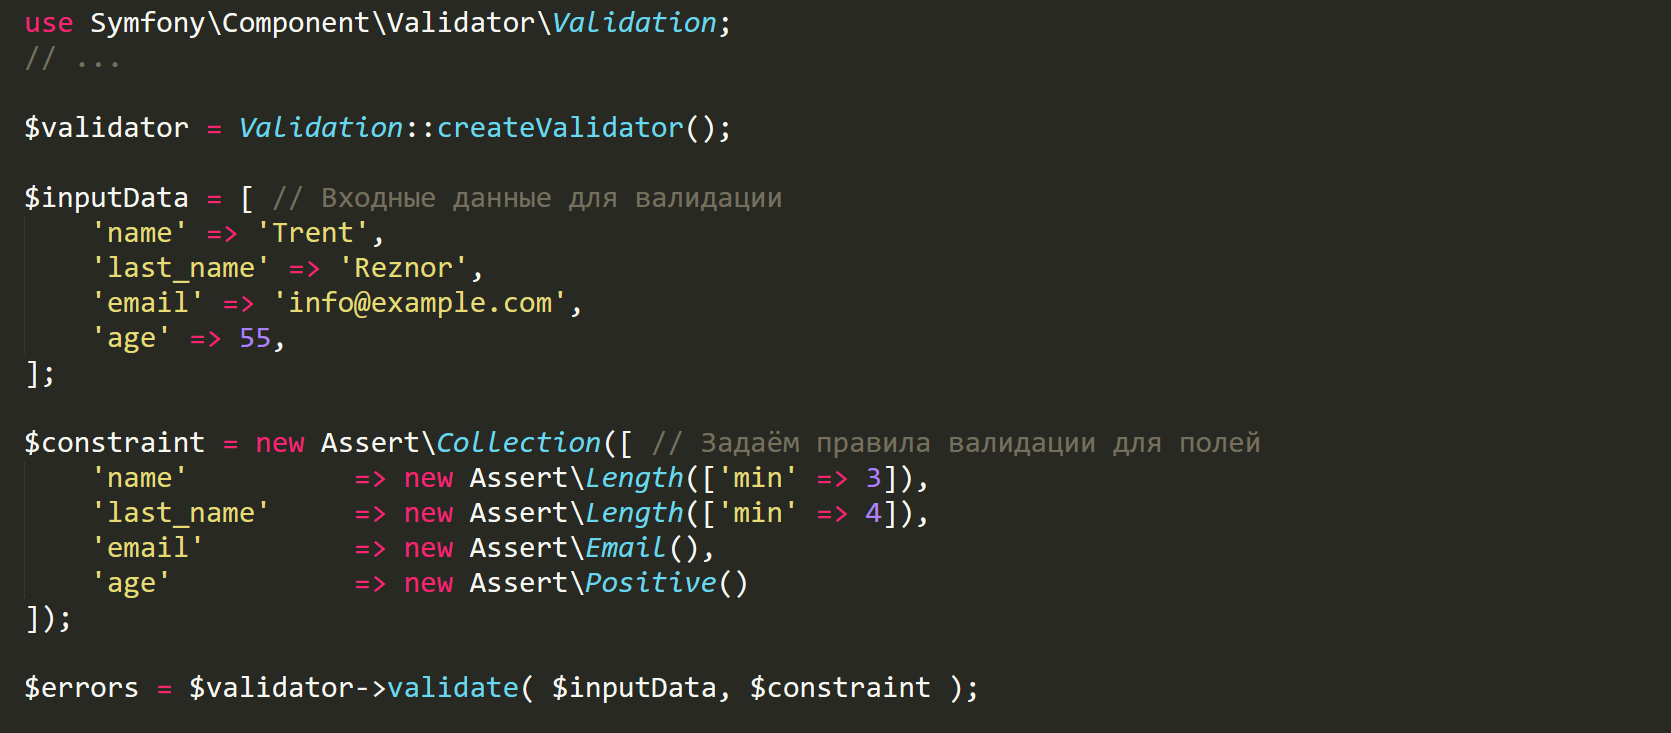 use Symfony\Component\Validator\Validation;
// ...
$validator = Validation::createValidator();
$inputData = [ // Входные данные для валидации
    'name' => 'Trent',
    'last_name' => 'Reznor',
    'email' => 'info@example.com',
    'age' => 55,
];
$constraint = new Assert\Collection([ // Задаём правила валидации для полей
    'name'          => new Assert\Length(['min' => 3]),
    'last_name'     => new Assert\Length(['min' => 4]),
    'email'         => new Assert\Email(),
    'age'           => new Assert\Positive()
]);
$errors = $validator->validate( $inputData, $constraint );